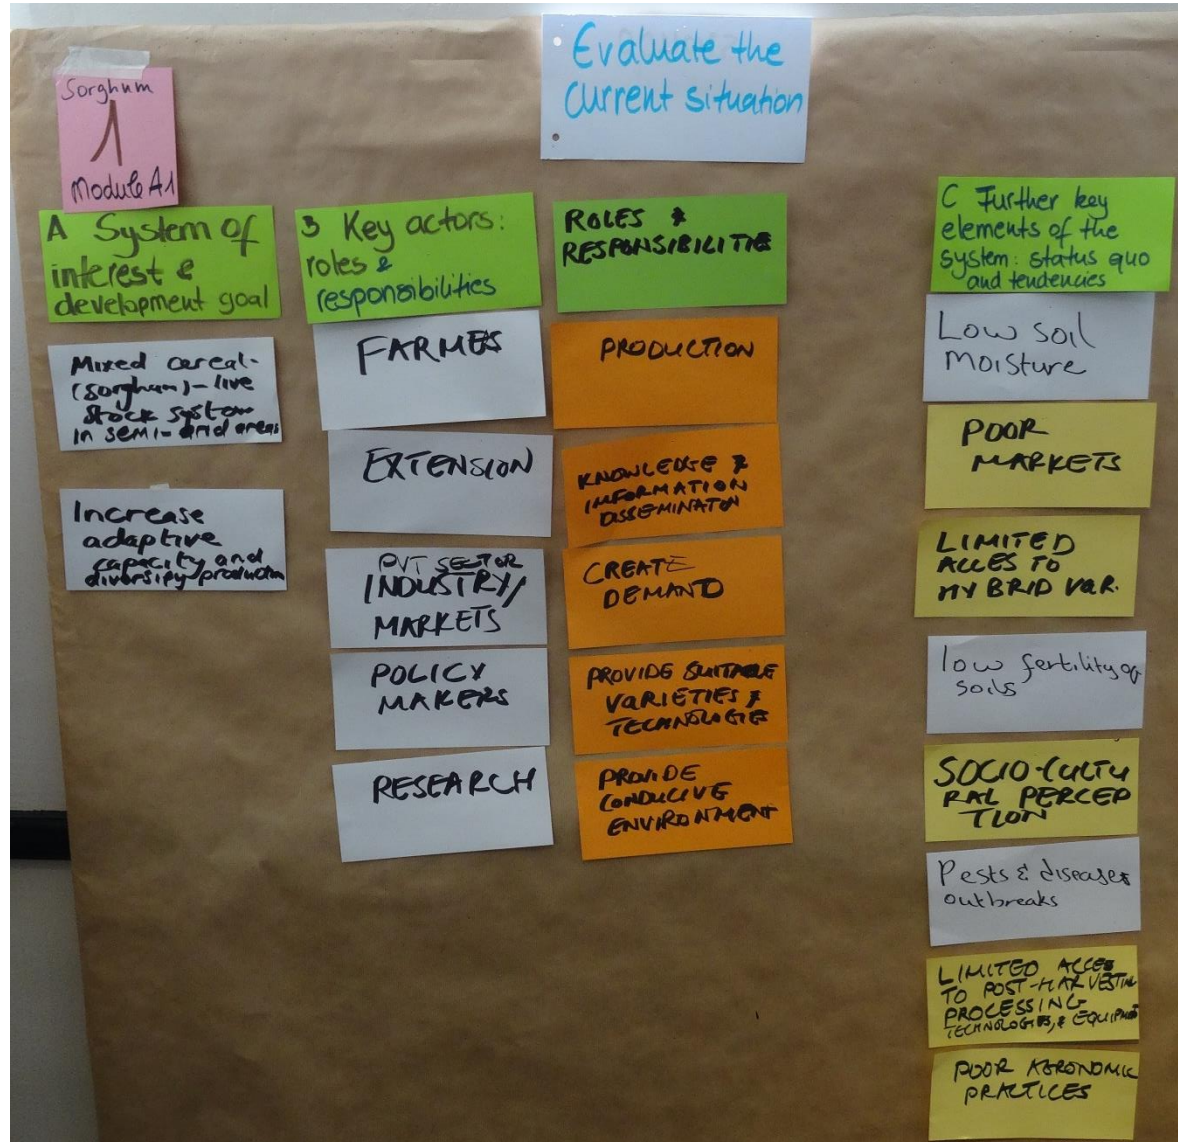 Evaluate the
current situation
Sorghum
1
Module A1
A System of
interest &
development goal
Mixed cereal-
(sorghum)-live
stock system
in semi-arid areas
Increase
adaptive
capacity and
diversify production
B Key actors:
roles &
responsibilities
FARMES
EXTENSION
PVT SECTOR
INDUSTRY/
MARKETS
POLICY
MAKERS
RESEARCH
ROLES &
RESPONSIBILITIE
PRODUCTION
KNOWLEDGE &
INFORMATION
DISSEMINATON
CREATE
DEMAND
PROVIDE SUITABLE
VARIETIES &
TECHNOLOGIES
PROVIDE
CONDUCIVE
ENVIRONMENT
C Further key
elements of the
system: status quo
and tendencies
Low soil
Moisture
POOR
MARKETS
LIMITED
ACCES TO
HYBRID VAR.
low fertility of
soils
SOCIO-CULTU
RAL PERCEP
TION
Pests & diseases
outbreaks
LIMITED ACCES
TO POST-HARVESTING
PROCESSING
TECHNOLOGIES, & EQUIPMENT
POOR AGRONOMIC
PRACTICES